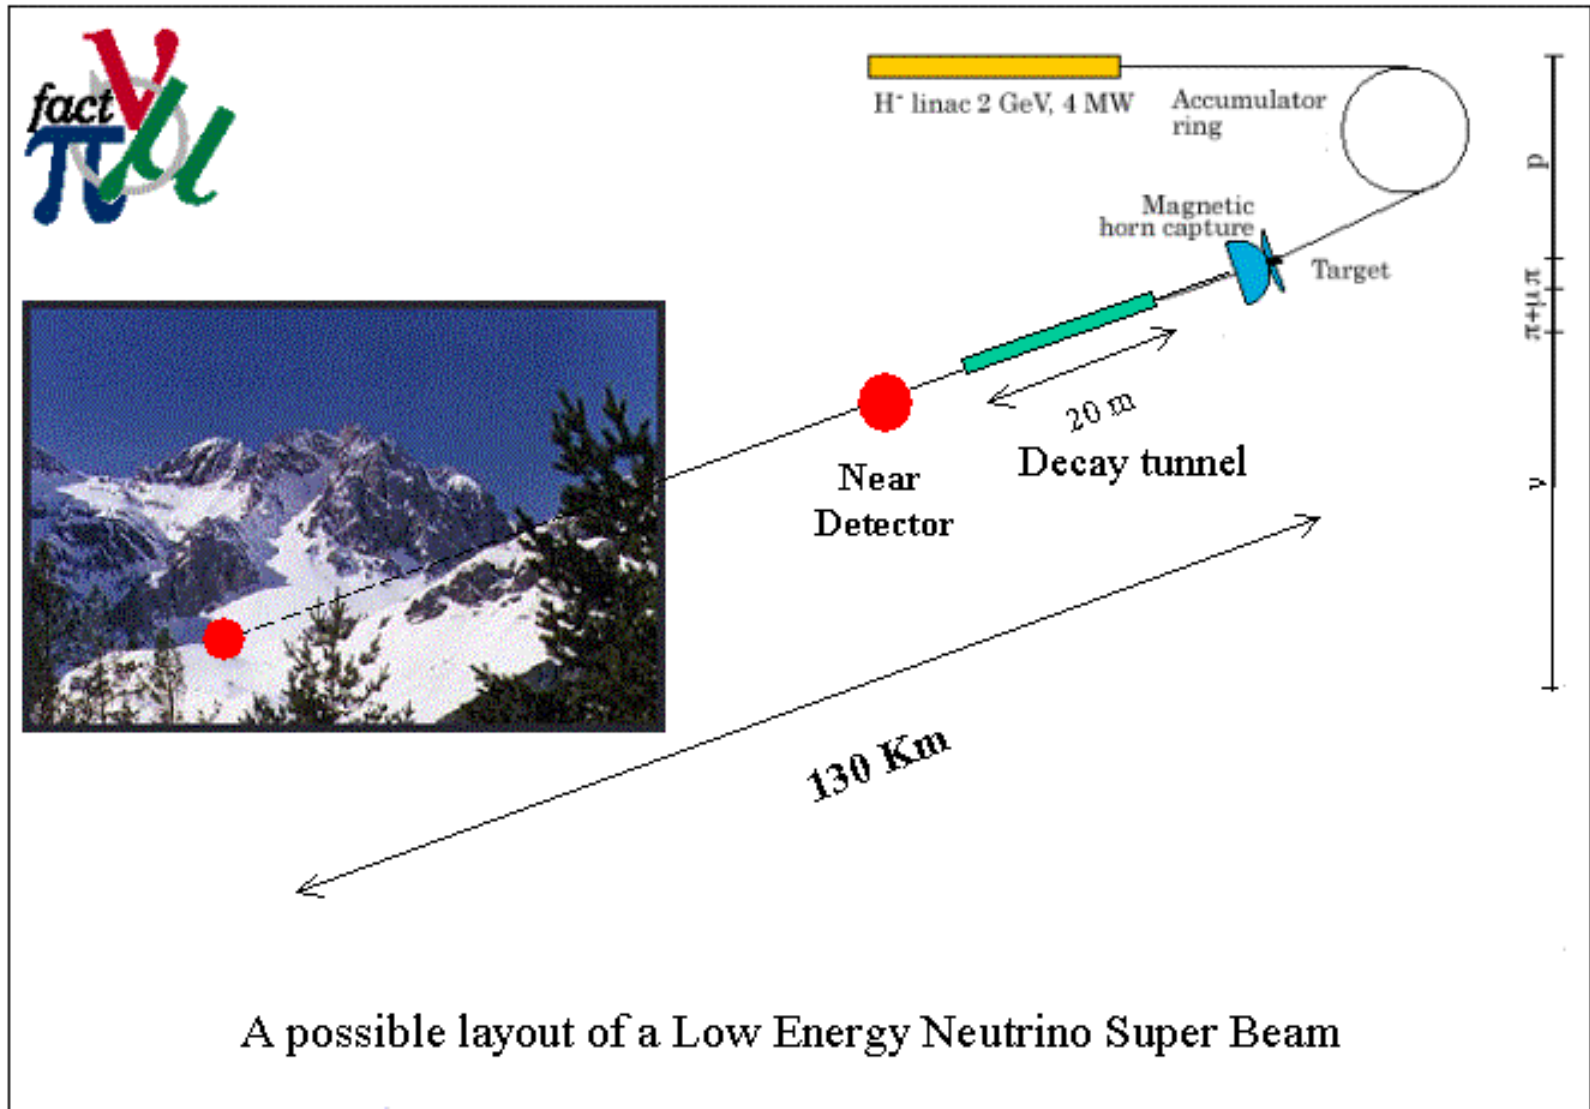 fact
ν
π
μ
H⁻ linac 2 GeV, 4 MW
Accumulator
ring
Magnetic
horn capture
Target
p
π
π+μ
ν
20 m
Decay tunnel
Near
Detector
130 Km
A possible layout of a Low Energy Neutrino Super Beam